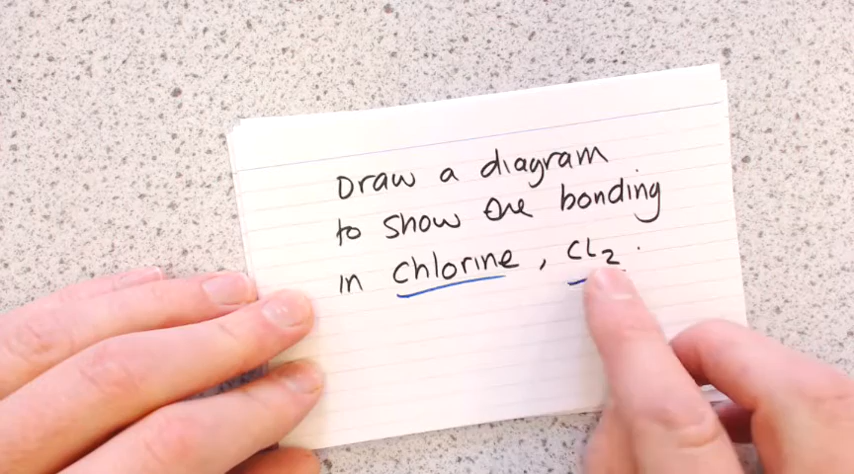 Draw a diagram
to show the bonding
in Chlorine, Cl₂.